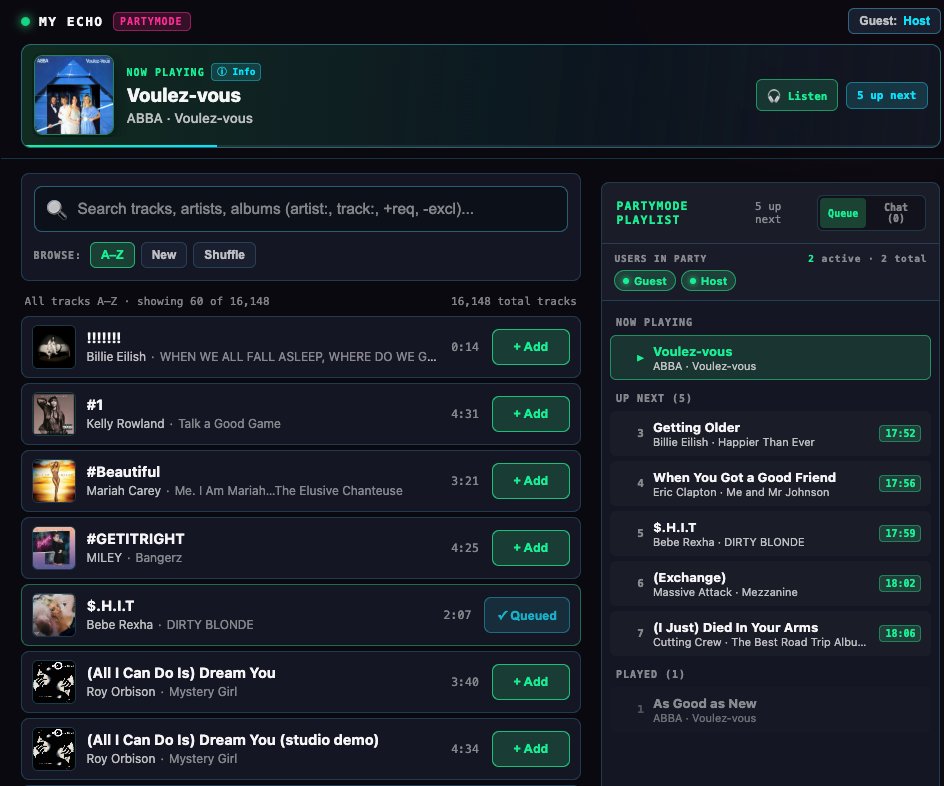 MY ECHO PARTYMODE
Guest: Host
ABBA Voulez-Vous
NOW PLAYING ⓘ Info
Voulez-vous
ABBA · Voulez-vous
🎧 Listen
5 up next
Search tracks, artists, albums (artist:, track:, +req, -excl)...
BROWSE: A–Z New Shuffle
All tracks A–Z · showing 60 of 16,148
16,148 total tracks
!!!!!!!
Billie Eilish · WHEN WE ALL FALL ASLEEP, WHERE DO WE G...
0:14
+ Add
#1
Kelly Rowland · Talk a Good Game
4:31
+ Add
#Beautiful
Mariah Carey · Me. I Am Mariah...The Elusive Chanteuse
3:21
+ Add
#GETITRIGHT
MILEY · Bangerz
4:25
+ Add
$.H.I.T
Bebe Rexha · DIRTY BLONDE
2:07
✓ Queued
(All I Can Do Is) Dream You
Roy Orbison · Mystery Girl
3:40
+ Add
(All I Can Do Is) Dream You (studio demo)
Roy Orbison · Mystery Girl
4:34
+ Add
PARTYMODE
PLAYLIST
5 up
next
Queue
Chat
(0)
USERS IN PARTY
2 active · 2 total
Guest
Host
NOW PLAYING
▶ Voulez-vous
ABBA · Voulez-vous
UP NEXT (5)
3 Getting Older
Billie Eilish · Happier Than Ever
17:52
4 When You Got a Good Friend
Eric Clapton · Me and Mr Johnson
17:56
5 $.H.I.T
Bebe Rexha · DIRTY BLONDE
17:59
6 (Exchange)
Massive Attack · Mezzanine
18:02
7 (I Just) Died In Your Arms
Cutting Crew · The Best Road Trip Albu...
18:06
PLAYED (1)
1 As Good as New
ABBA · Voulez-vous